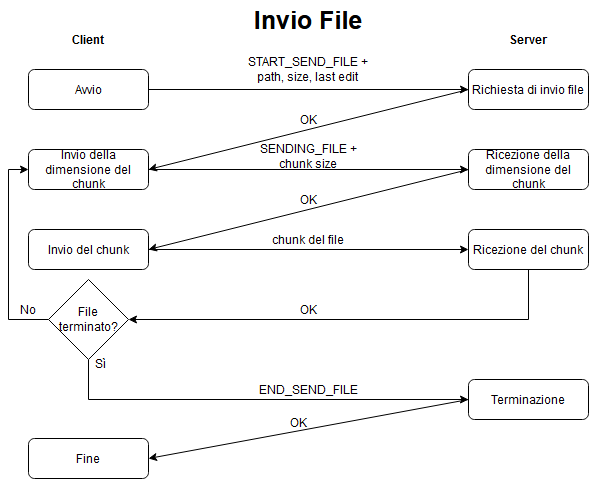 Invio File
Client
Server
START_SEND_FILE +
path, size, last edit
Avvio
Richiesta di invio file
OK
Invio della
dimensione del
chunk
SENDING_FILE +
chunk size
Ricezione della
dimensione del
chunk
OK
Invio del chunk
chunk del file
Ricezione del chunk
No
File
terminato?
OK
Sì
END_SEND_FILE
Terminazione
OK
Fine